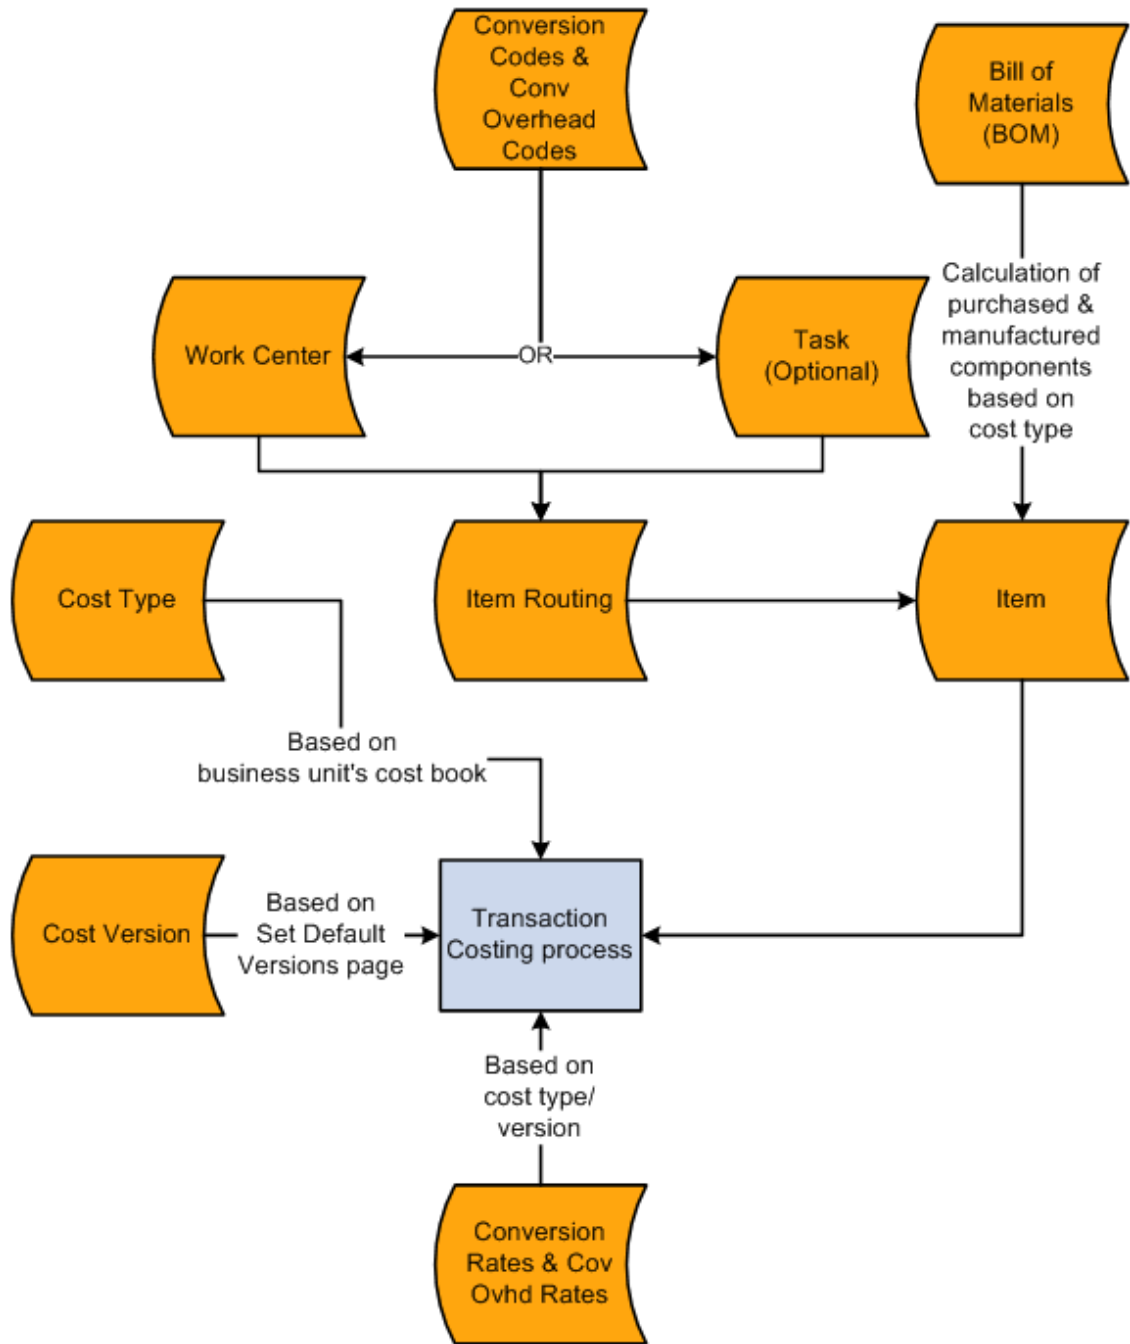 Conversion
Codes &
Conv
Overhead
Codes
Bill of
Materials
(BOM)
Calculation of
purchased &
manufactured
components
based on
cost type
Work Center
OR
Task
(Optional)
Cost Type
Item Routing
Item
Based on
business unit's cost book
Cost Version
Based on
Set Default
Versions page
Transaction
Costing process
Based on
cost type/
version
Conversion
Rates & Cov
Ovhd Rates